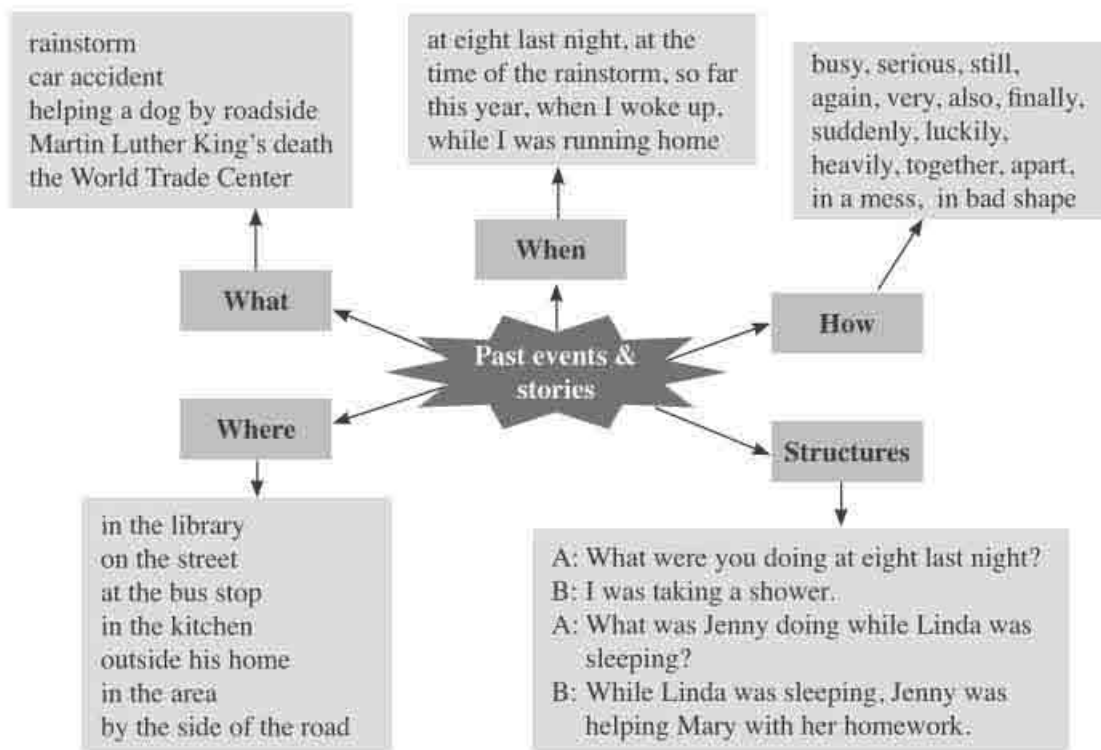 rainstorm
car accident
helping a dog by roadside
Martin Luther King's death
the World Trade Center
at eight last night, at the
time of the rainstorm, so far
this year, when I woke up,
while I was running home
busy, serious, still,
again, very, also, finally,
suddenly, luckily,
heavily, together, apart,
in a mess, in bad shape
When
What
How
Past events &
stories
Where
Structures
in the library
on the street
at the bus stop
in the kitchen
outside his home
in the area
by the side of the road
A: What were you doing at eight last night?
B: I was taking a shower.
A: What was Jenny doing while Linda was
sleeping?
B: While Linda was sleeping, Jenny was
helping Mary with her homework.